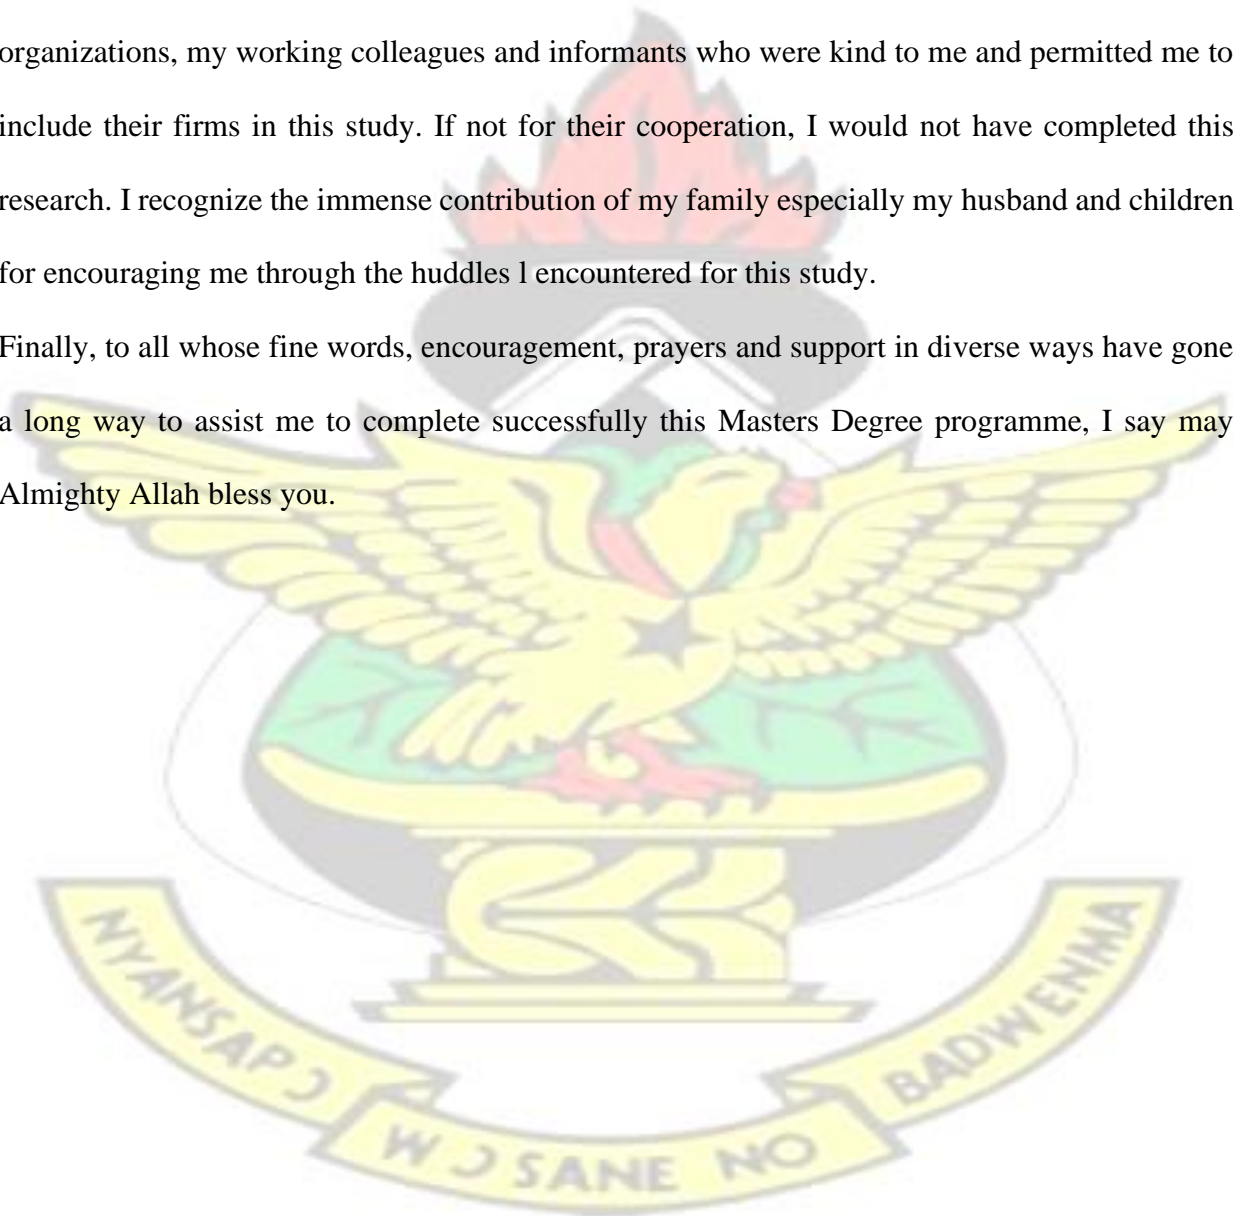 organizations, my working colleagues and informants who were kind to me and permitted me to
include their firms in this study. If not for their cooperation, I would not have completed this
research. I recognize the immense contribution of my family especially my husband and children
for encouraging me through the huddles l encountered for this study.
Finally, to all whose fine words, encouragement, prayers and support in diverse ways have gone
a long way to assist me to complete successfully this Masters Degree programme, I say may
Almighty Allah bless you.
NYANSAPƆ
WƆSANE NO
BADWENMA